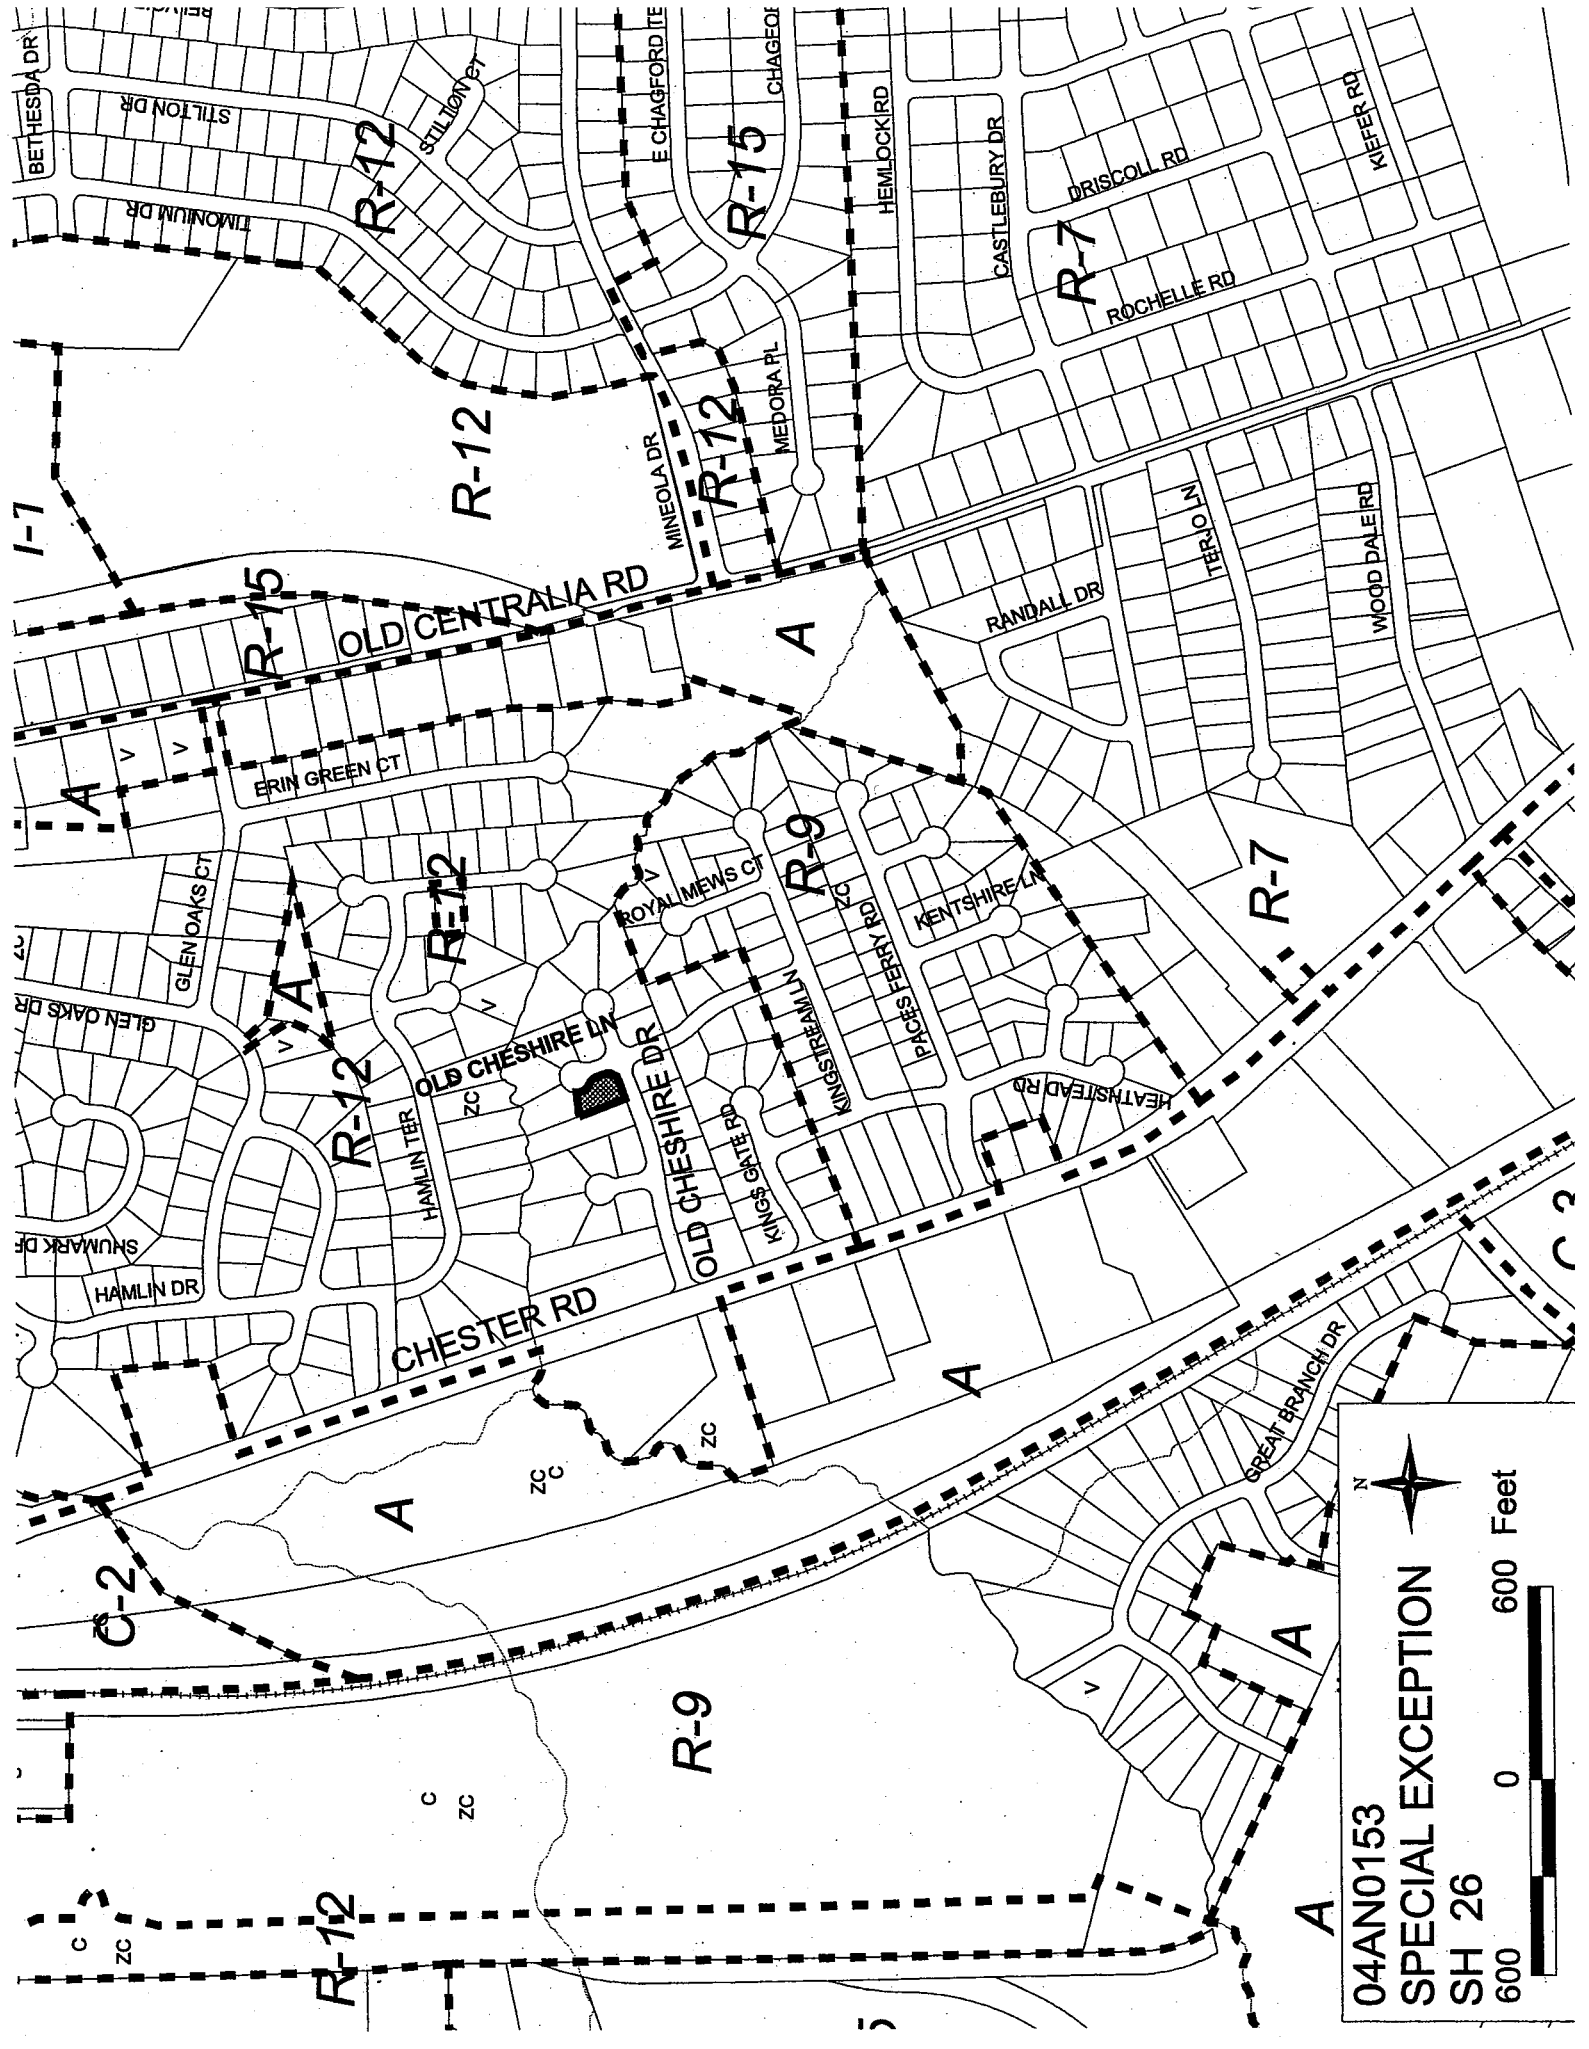 BETHESDA DR
STILTON DR
STILTON CT
TIMONIUM DR
R-12
E CHAGFORD TE
CHAGFOR
R-15
HEMLOCK RD
CASTLEBURY DR
DRISCOLL RD
KIEFER RD
R-7
ROCHELLE RD
I-1
R-12
MINEOLA DR
R-12
MEDORA PL
R-15
OLD CENTRALIA RD
A
RANDALL DR
TERJO LN
WOOD DALE RD
V
V
A
ERIN GREEN CT
GLEN OAKS CT
R-12
V
ROYAL MEWS CT
R-9
ZC
KENTSHIRE LN
PACES FERRY RD
KINGSTREAM LN
R-7
GLEN OAKS DR
A
V
V
R-12
OLD CHESHIRE LN
ZC
OLD CHESHIRE DR
HAMLIN TER
KINGS GATE RD
HEATHSTEAD RD
SHUMARK DR
HAMLIN DR
CHESTER RD
A
ZC
C
ZC
A
C-2
GREAT BRANCH DR
C 3
R-9
V
A
C
ZC
R-12
C
ZC
A
5
N
04AN0153
SPECIAL EXCEPTION
SH 26
600 0 600 Feet